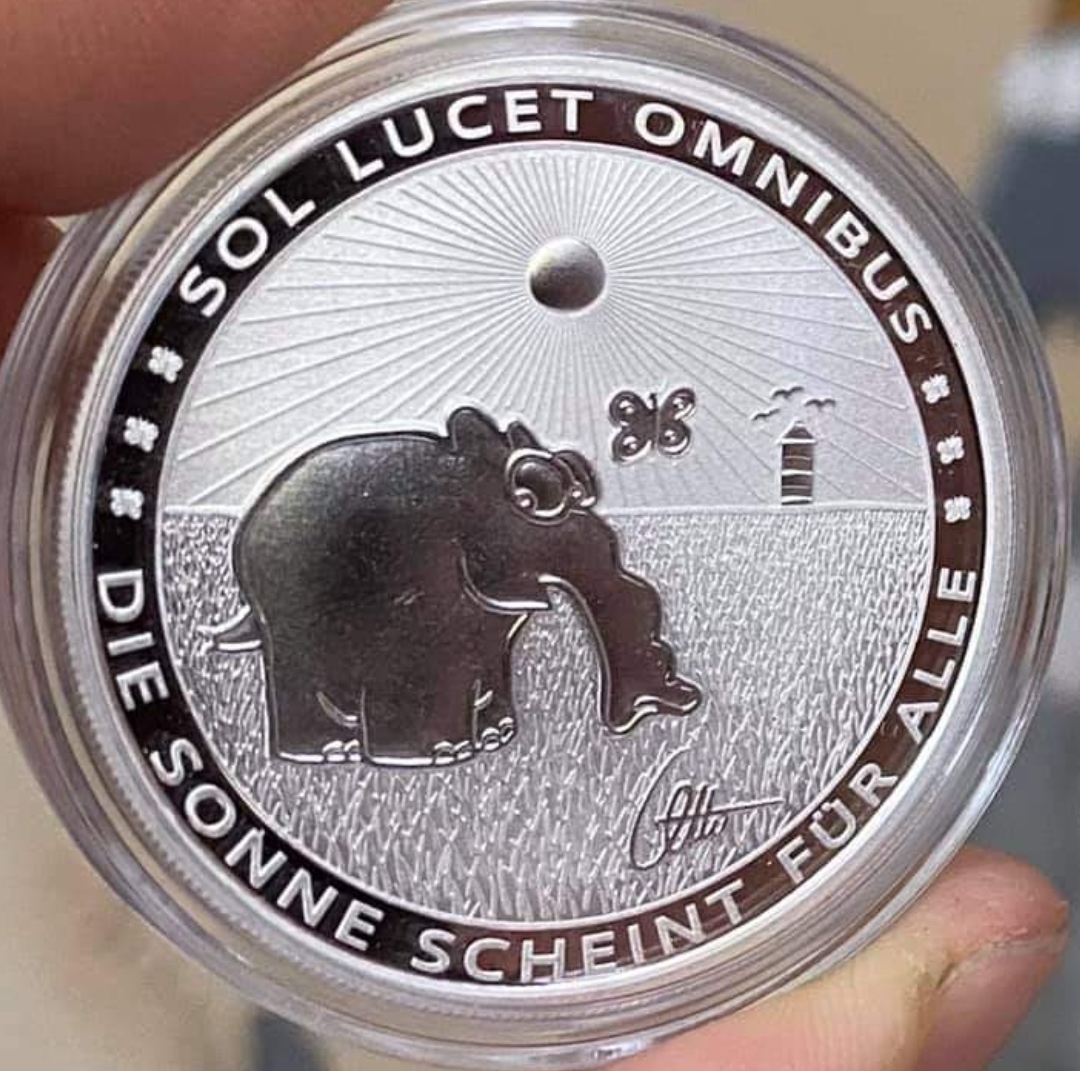 SOL LUCET OMNIBUS
DIE SONNE SCHEINT FÜR ALLE